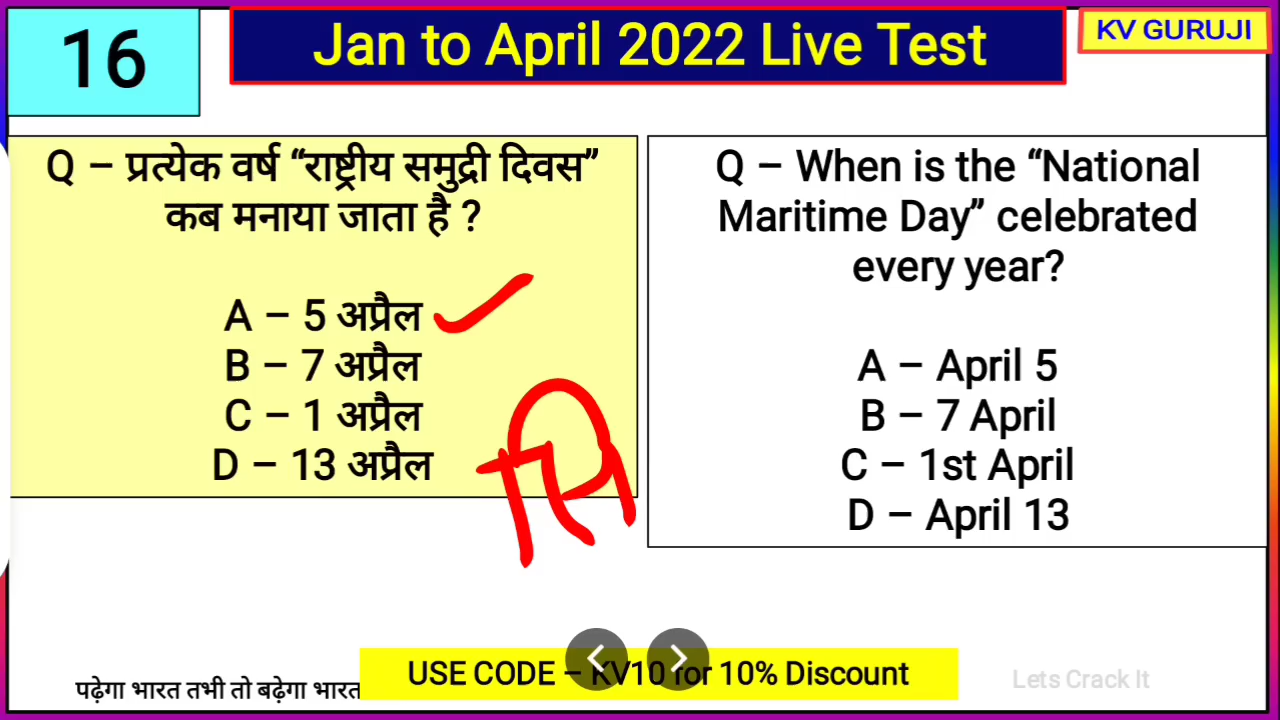 16
Jan to April 2022 Live Test
KV GURUJI
Q – प्रत्येक वर्ष “राष्ट्रीय समुद्री दिवस”
कब मनाया जाता है ?
A – 5 अप्रैल
B – 7 अप्रैल
C – 1 अप्रैल
D – 13 अप्रैल
Q – When is the “National
Maritime Day” celebrated
every year?
A – April 5
B – 7 April
C – 1st April
D – April 13
USE CODE – KV10 for 10% Discount
पढ़ेगा भारत तभी तो बढ़ेगा भारत
Lets Crack It